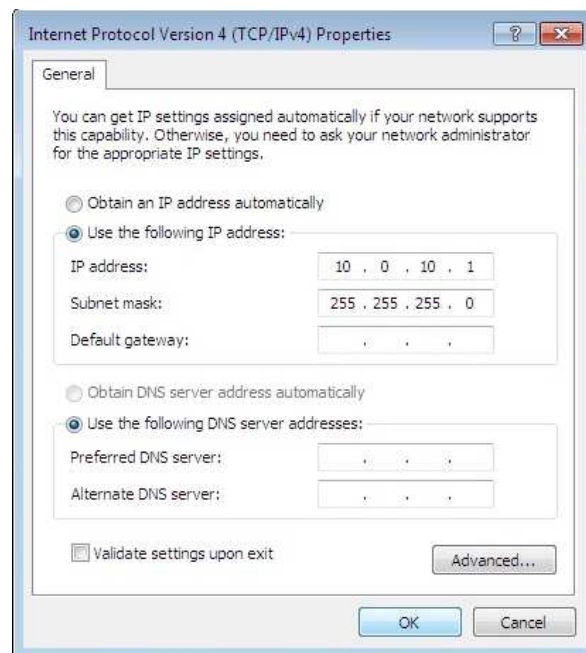 Internet Protocol Version 4 (TCP/IPv4) Properties
General
You can get IP settings assigned automatically if your network supports
this capability. Otherwise, you need to ask your network administrator
for the appropriate IP settings.
Obtain an IP address automatically
Use the following IP address:
IP address: 10 . 0 . 10 . 1
Subnet mask: 255 . 255 . 255 . 0
Default gateway: . . .
Obtain DNS server address automatically
Use the following DNS server addresses:
Preferred DNS server: . . .
Alternate DNS server: . . .
Validate settings upon exit
Advanced...
OK Cancel